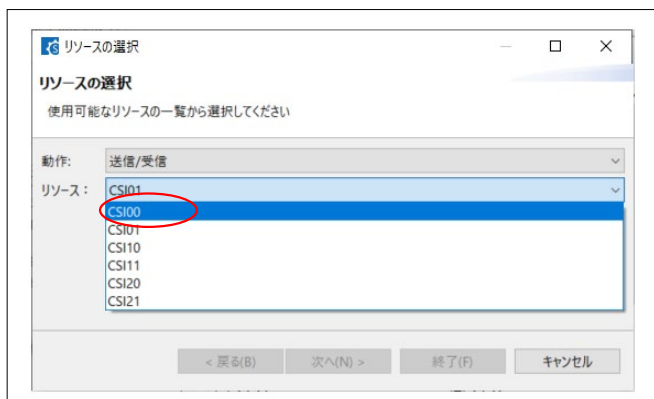 リソースの選択
リソースの選択
使用可能なリソースの一覧から選択してください
動作: 送信/受信
リソース: CSI01
CSI00
CSI01
CSI10
CSI11
CSI20
CSI21
< 戻る(B) 次へ(N) > 終了(F) キャンセル